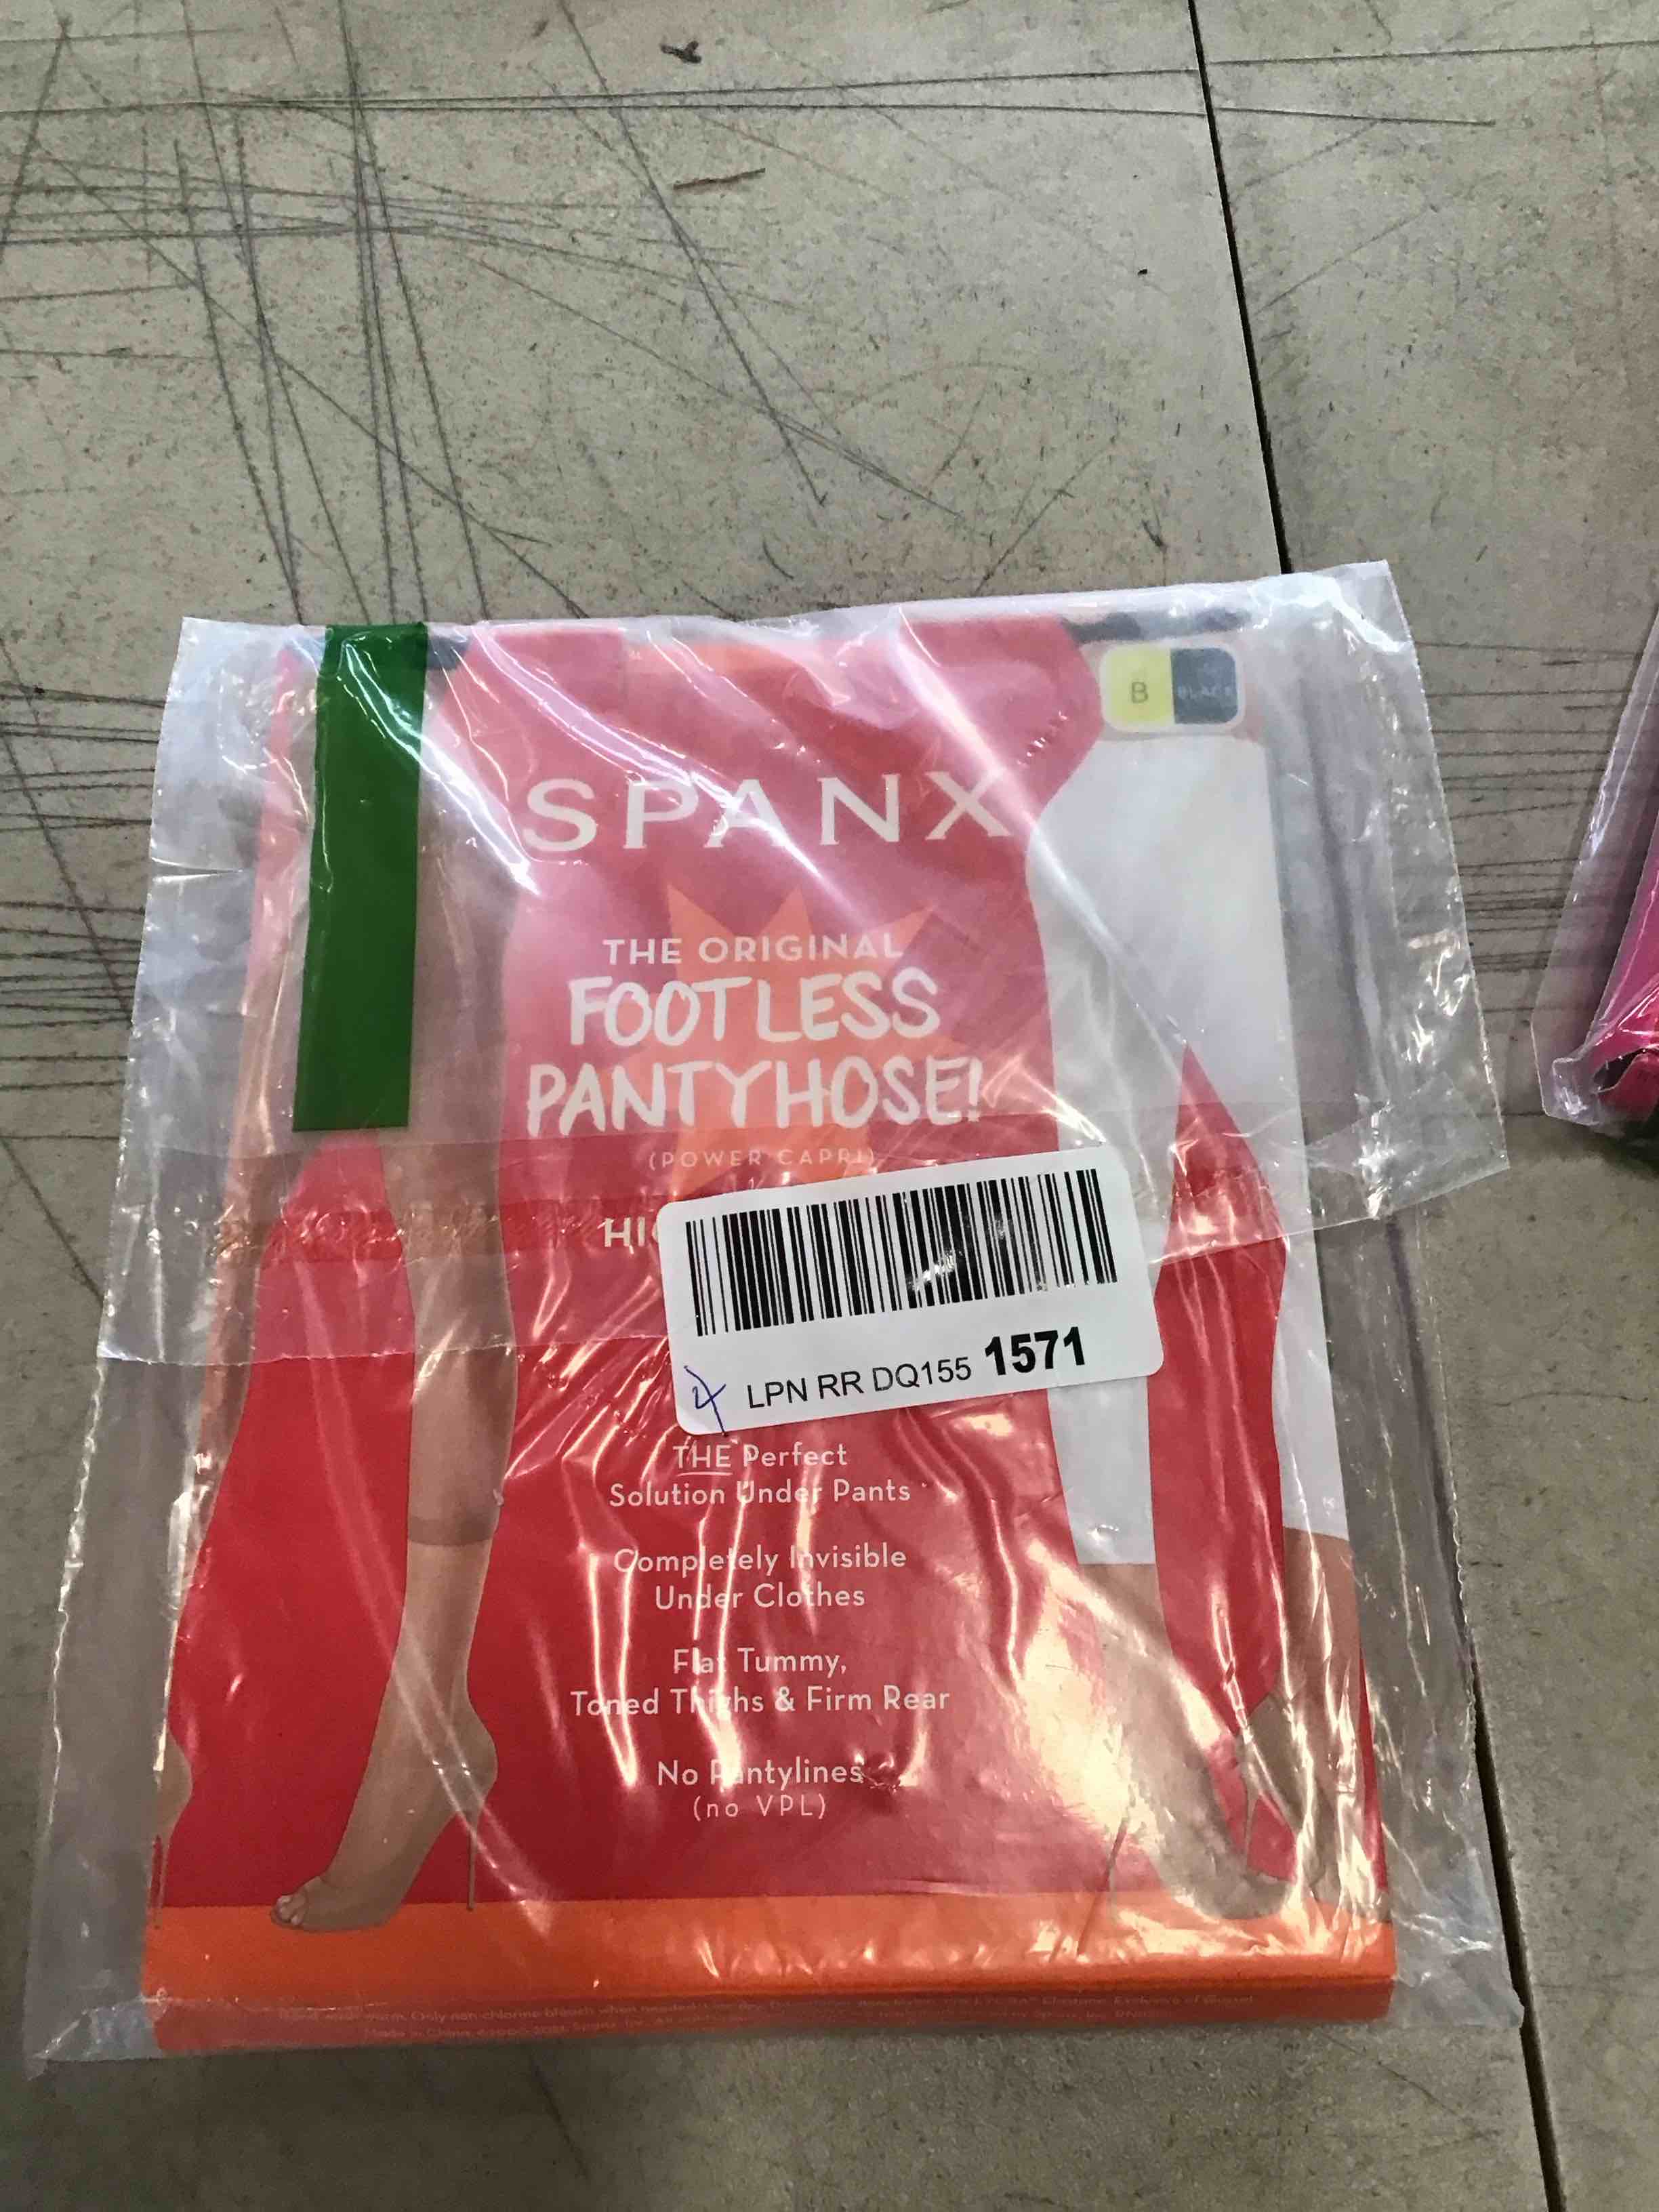 B BLACK
SPANX
THE ORIGINAL
FOOTLESS
PANTYHOSE!
(POWER CAPRI)
LPN RR DQ155 1571
THE Perfect
Solution Under Pants
Completely Invisible
Under Clothes
Flat Tummy,
Toned Thighs & Firm Rear
No Pantylines
(no VPL)